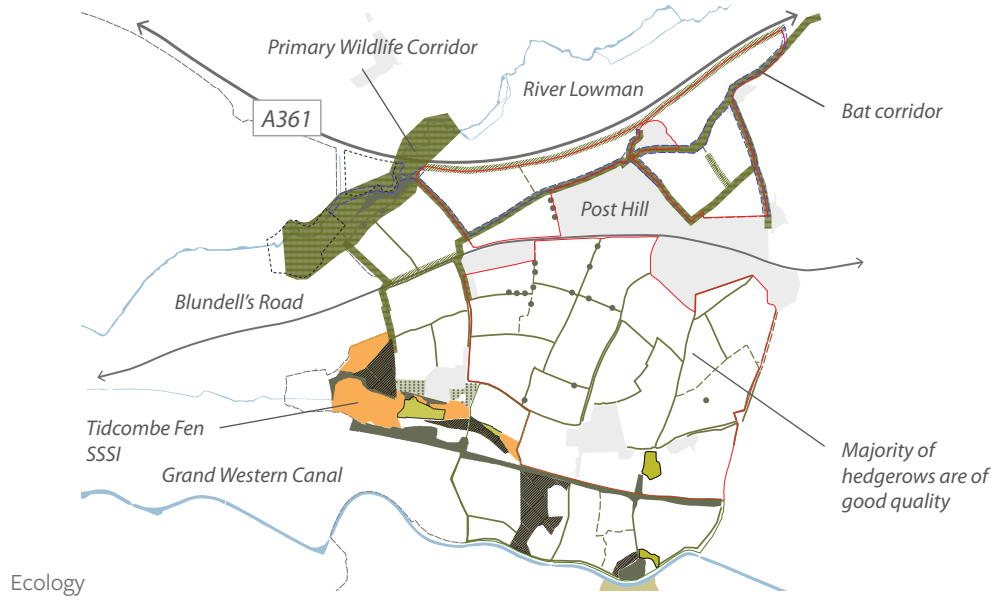 Primary Wildlife Corridor
River Lowman
A361
Bat corridor
Post Hill
Blundell's Road
Tidcombe Fen
SSSI
Grand Western Canal
Majority of
hedgerows are of
good quality
Ecology